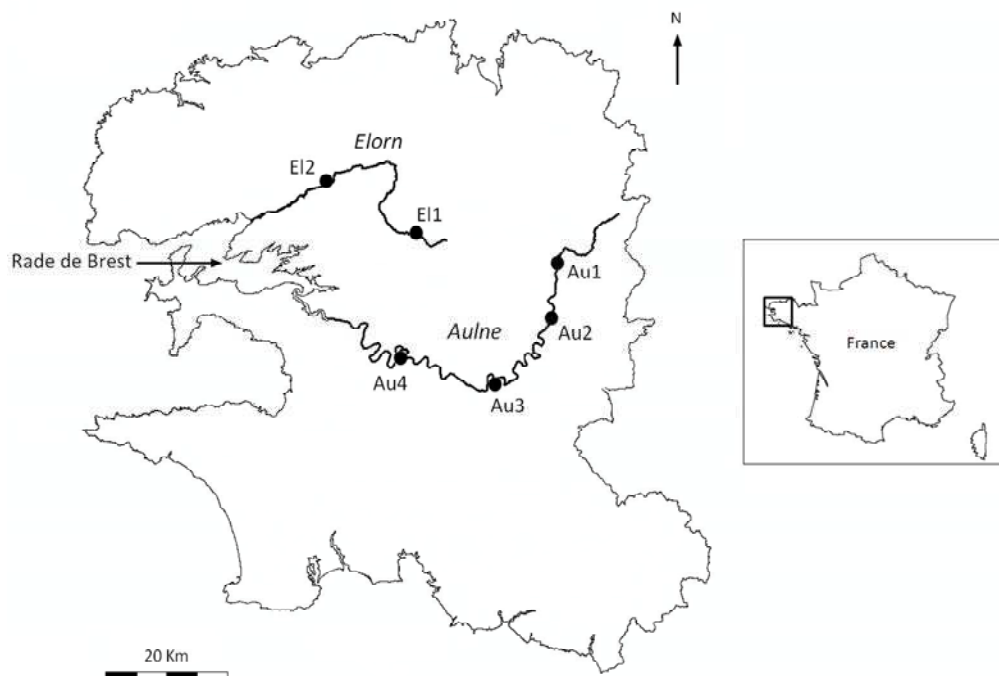 N
Elorn
El2
El1
Rade de Brest
Au1
Au2
Aulne
Au4
Au3
France
20 Km